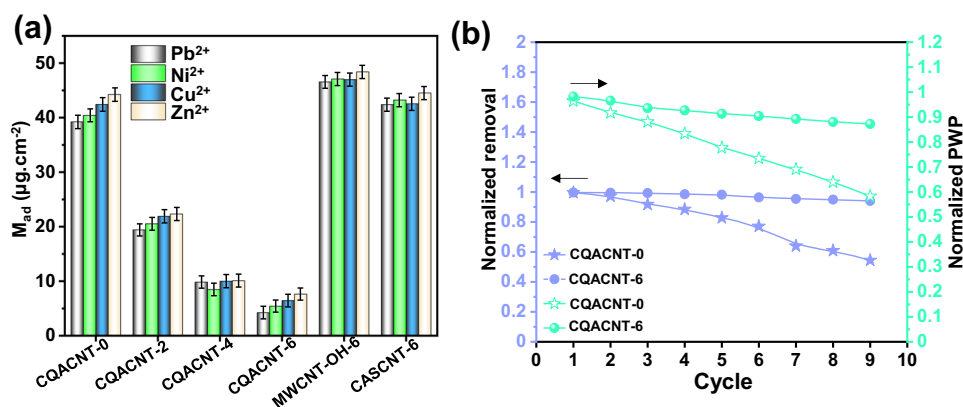 (a)
Pb²⁺
Ni²⁺
Cu²⁺
Zn²⁺
50
40
30
20
10
0
M_ad (µg.cm⁻²)
CQACNT-0
CQACNT-2
CQACNT-4
CQACNT-6
MWCNT-OH-6
CASCNT-6
(b)
2
1.8
1.6
1.4
1.2
1
0.8
0.6
0.4
0.2
0
Normalized removal
CQACNT-0
CQACNT-6
CQACNT-0
CQACNT-6
1.2
1.1
1
0.9
0.8
0.7
0.6
0.5
0.4
0.3
0.2
0.1
0
Normalized PWP
0 1 2 3 4 5 6 7 8 9 10
Cycle